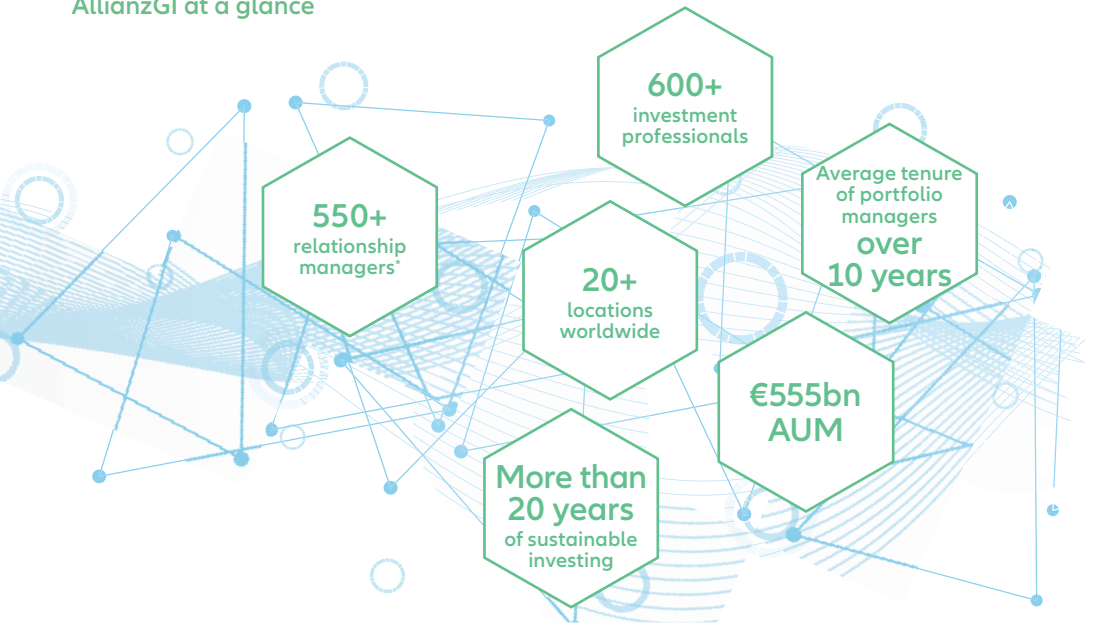 AllianzGI at a glance
600+
investment
professionals
Average tenure
of portfolio
managers
over
10 years
550+
relationship
managers*
20+
locations
worldwide
€555bn
AUM
More than
20 years
of sustainable
investing